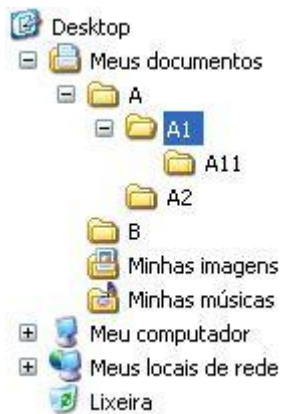 Desktop
Meus documentos
A
A1
A11
A2
B
Minhas imagens
Minhas músicas
Meu computador
Meus locais de rede
Lixeira